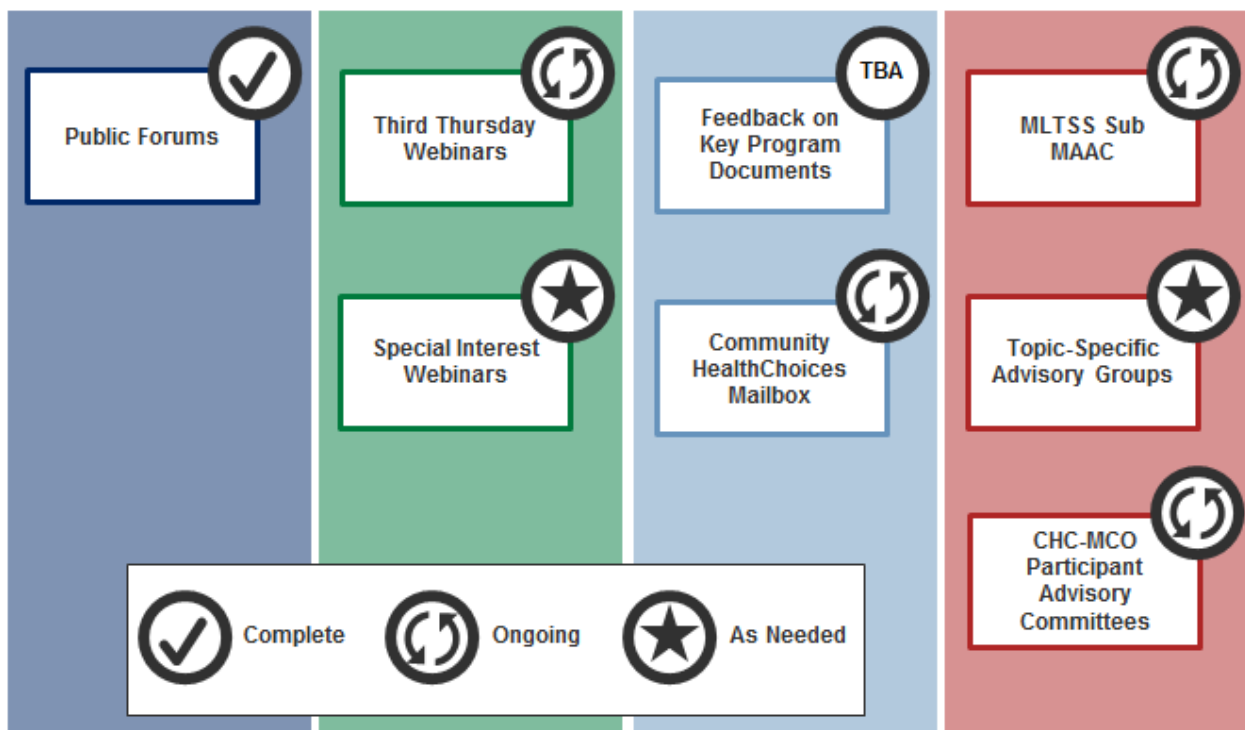 Public Forums
Third Thursday
Webinars
Special Interest
Webinars
TBA
Feedback on
Key Program
Documents
Community
HealthChoices
Mailbox
MLTSS Sub
MAAC
Topic-Specific
Advisory Groups
CHC-MCO
Participant
Advisory
Committees
Complete
Ongoing
As Needed